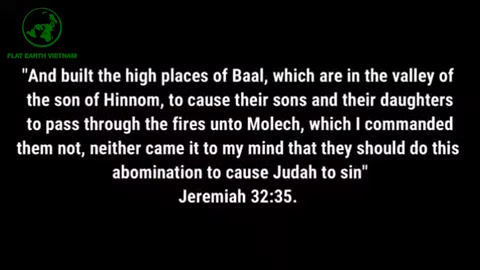 FLAT EARTH VIETNAM
"And built the high places of Baal, which are in the valley of
the son of Hinnom, to cause their sons and their daughters
to pass through the fires unto Molech, which I commanded
them not, neither came it to my mind that they should do this
abomination to cause Judah to sin"
Jeremiah 32:35.